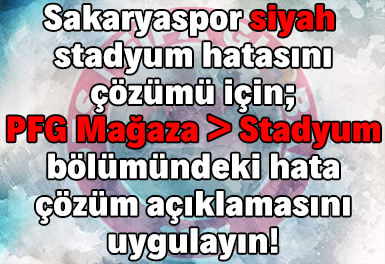 Sakaryaspor siyah
stadyum hatasını
çözümü için;
PFG Mağaza > Stadyum
bölümündeki hata
çözüm açıklamasını
uygulayın!